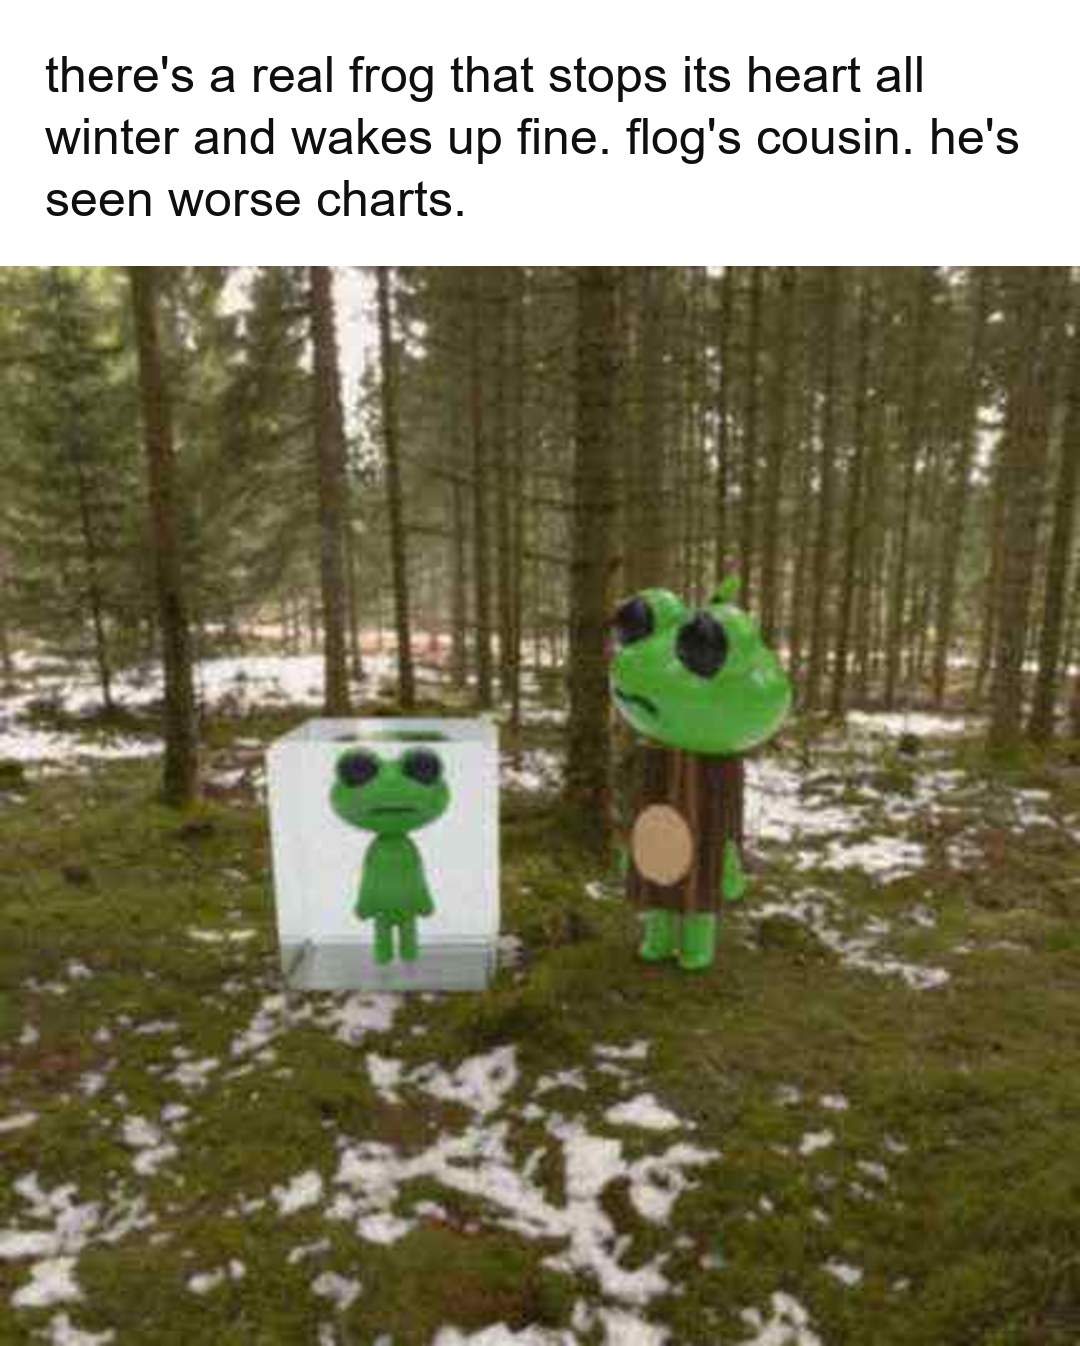 there's a real frog that stops its heart all
winter and wakes up fine. flog's cousin. he's
seen worse charts.